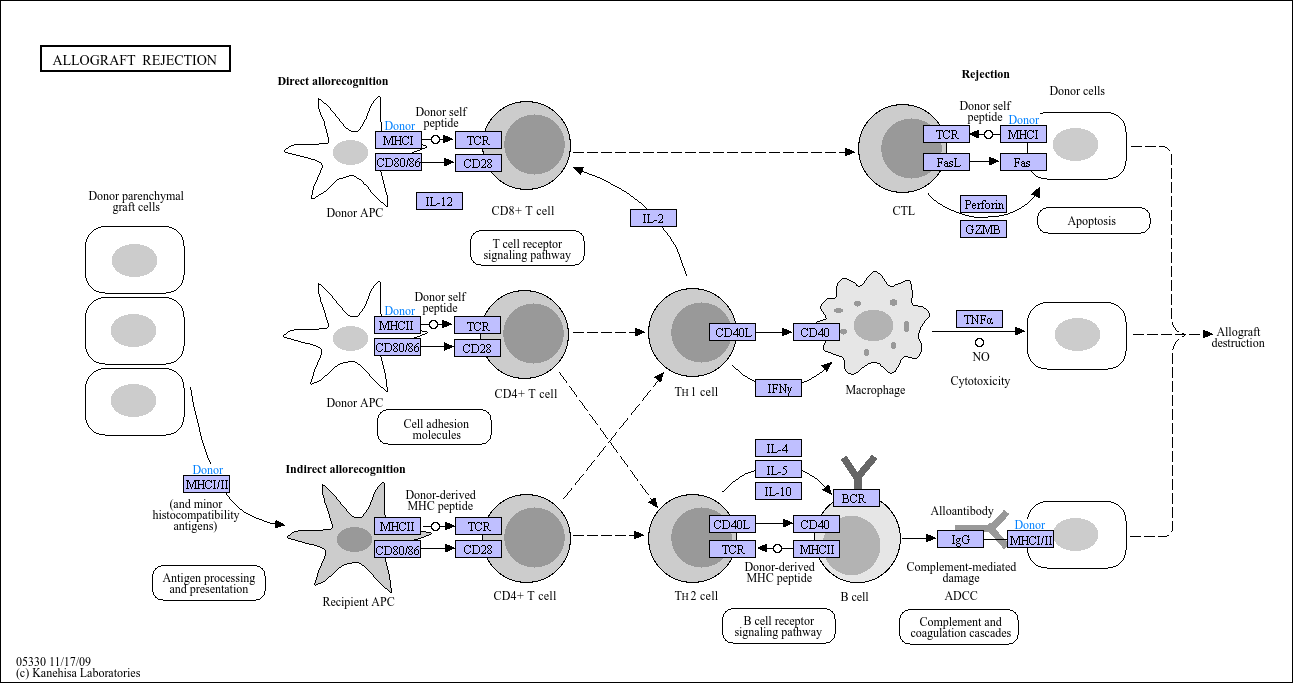 ALLOGRAFT REJECTION
Direct allorecognition
Donor
Donor self
peptide
MHCI
TCR
CD80/86
CD28
IL-12
Donor APC
CD8+ T cell
T cell receptor
signaling pathway
IL-2
Rejection
Donor cells
Donor self
peptide
Donor
TCR
MHCI
FasL
Fas
Perforin
GZMB
CTL
Apoptosis
Donor parenchymal
graft cells
Donor
Donor self
peptide
MHCII
TCR
CD80/86
CD28
Donor APC
CD4+ T cell
Cell adhesion
molecules
CD40L
CD40
IFNγ
TH1 cell
Macrophage
TNFα
NO
Cytotoxicity
Allograft
destruction
Donor
MHCI/II
(and minor
histocompatibility
antigens)
Antigen processing
and presentation
Indirect allorecognition
Donor-derived
MHC peptide
MHCII
TCR
CD80/86
CD28
Recipient APC
CD4+ T cell
IL-4
IL-5
IL-10
BCR
CD40L
CD40
TCR
MHCII
Donor-derived
MHC peptide
TH2 cell
B cell
B cell receptor
signaling pathway
Alloantibody
Donor
IgG
MHCI/II
Complement-mediated
damage
ADCC
Complement and
coagulation cascades
05330 11/17/09
(c) Kanehisa Laboratories